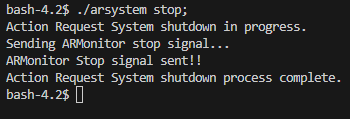 bash-4.2$ ./arsystem stop;
Action Request System shutdown in progress.
Sending ARMonitor stop signal...
ARMonitor Stop signal sent!!
Action Request System shutdown process complete.
bash-4.2$